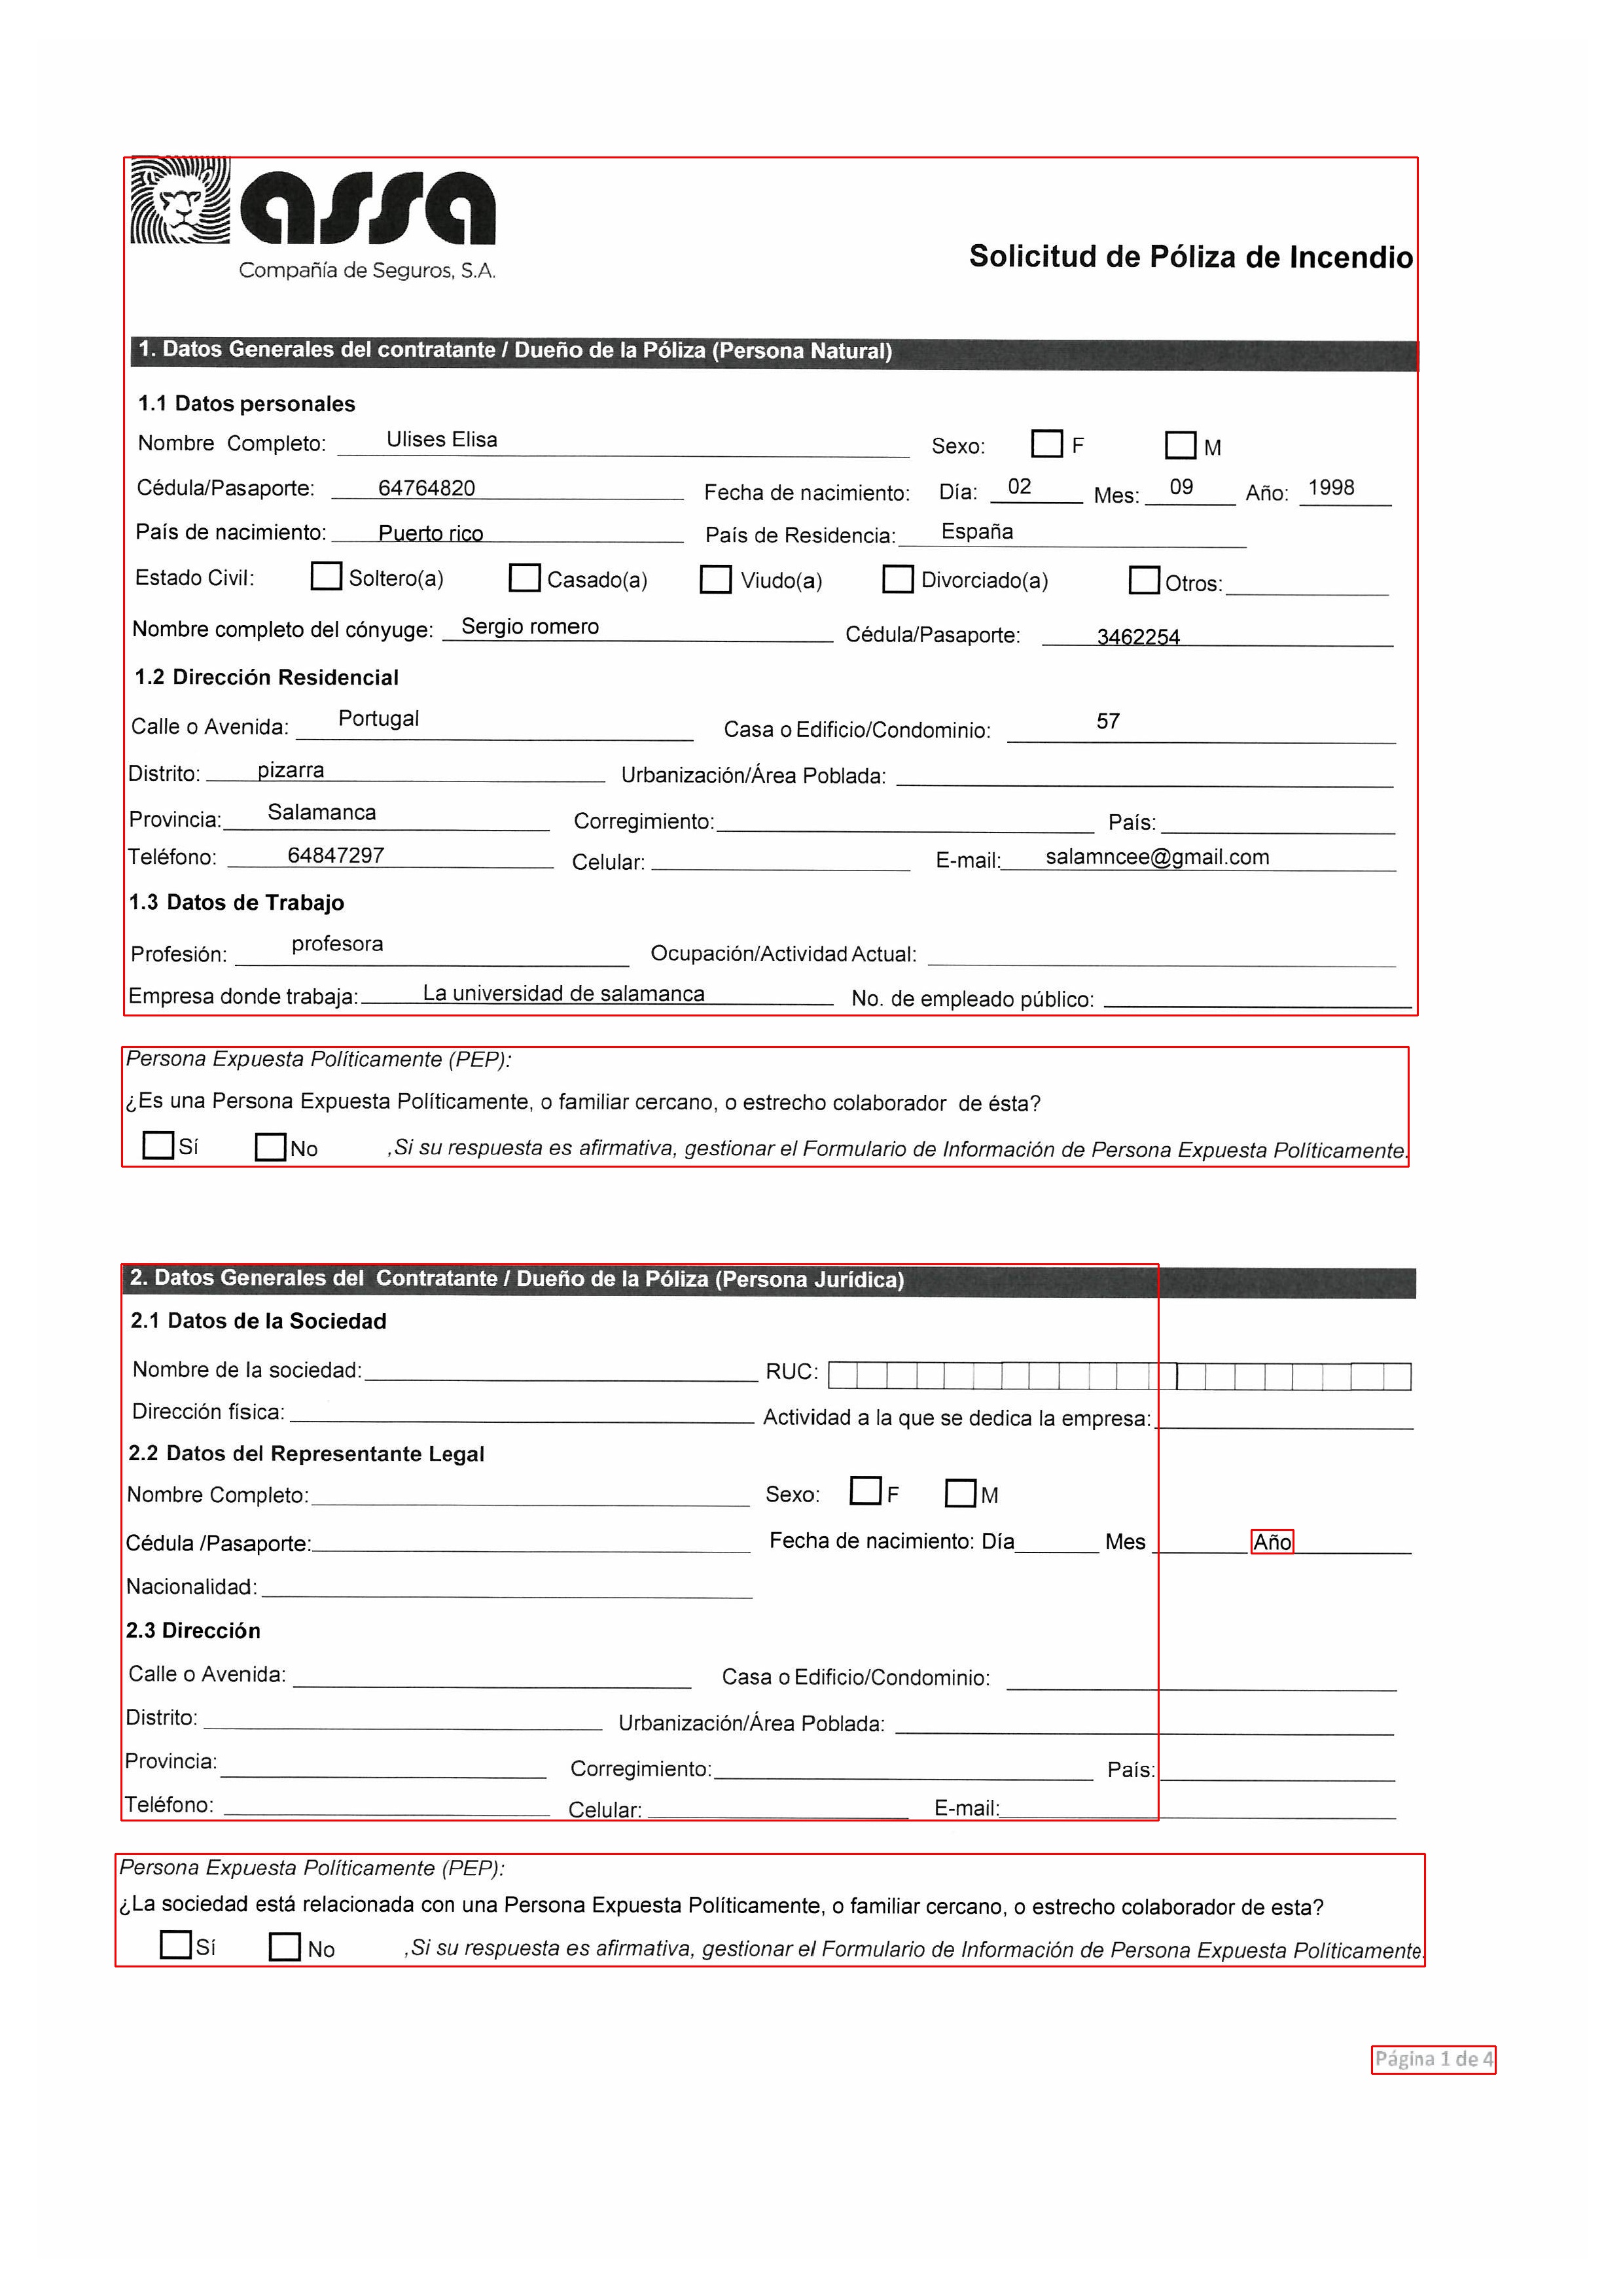 assa
Compañía de Seguros, S.A.
Solicitud de Póliza de Incendio
1. Datos Generales del contratante / Dueño de la Póliza (Persona Natural)
1.1 Datos personales
Nombre Completo: Ulises Elisa Sexo: F M
Cédula/Pasaporte: 64764820 Fecha de nacimiento: Día: 02 Mes: 09 Año: 1998
País de nacimiento: Puerto rico País de Residencia: España
Estado Civil: Soltero(a) Casado(a) Viudo(a) Divorciado(a) Otros:
Nombre completo del cónyuge: Sergio romero Cédula/Pasaporte: 3462254
1.2 Dirección Residencial
Calle o Avenida: Portugal Casa o Edificio/Condominio: 57
Distrito: pizarra Urbanización/Área Poblada:
Provincia: Salamanca Corregimiento: País:
Teléfono: 64847297 Celular: E-mail: salamncee@gmail.com
1.3 Datos de Trabajo
Profesión: profesora Ocupación/Actividad Actual:
Empresa donde trabaja: La universidad de salamanca No. de empleado público:
Persona Expuesta Políticamente (PEP):
¿Es una Persona Expuesta Políticamente, o familiar cercano, o estrecho colaborador de ésta?
Sí No ,Si su respuesta es afirmativa, gestionar el Formulario de Información de Persona Expuesta Políticamente.
2. Datos Generales del Contratante / Dueño de la Póliza (Persona Jurídica)
2.1 Datos de la Sociedad
Nombre de la sociedad: RUC:
Dirección física: Actividad a la que se dedica la empresa:
2.2 Datos del Representante Legal
Nombre Completo: Sexo: F M
Cédula /Pasaporte: Fecha de nacimiento: Día Mes Año
Nacionalidad:
2.3 Dirección
Calle o Avenida: Casa o Edificio/Condominio:
Distrito: Urbanización/Área Poblada:
Provincia: Corregimiento: País:
Teléfono: Celular: E-mail:
Persona Expuesta Políticamente (PEP):
¿La sociedad está relacionada con una Persona Expuesta Políticamente, o familiar cercano, o estrecho colaborador de esta?
Sí No ,Si su respuesta es afirmativa, gestionar el Formulario de Información de Persona Expuesta Políticamente.
Página 1 de 4